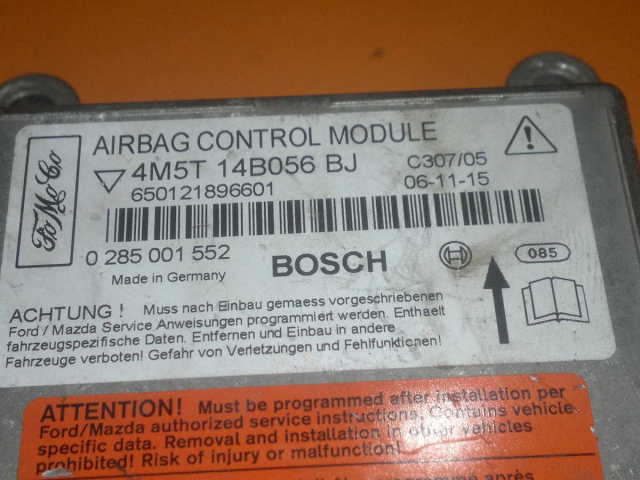 AIRBAG CONTROL MODULE
FoMoCo
4M5T 14B056 BJ
C307/05
650121896601
06-11-15
0 285 001 552
BOSCH
085
Made in Germany
ACHTUNG ! Muss nach Einbau gemaess vorgeschriebenen
Ford / Mazda Service Anweisungen programmiert werden. Enthaelt
fahrzeugspezifische Daten. Entfernen und Einbau in andere
Fahrzeuge verboten! Gefahr von Verletzungen und Fehlfunktionen!
ATTENTION! Must be programmed after installation per
Ford/Mazda authorized service instructions. Contains vehicle
specific data. Removal and installation in other vehicles
prohibited! Risk of injury or malfunction!
après